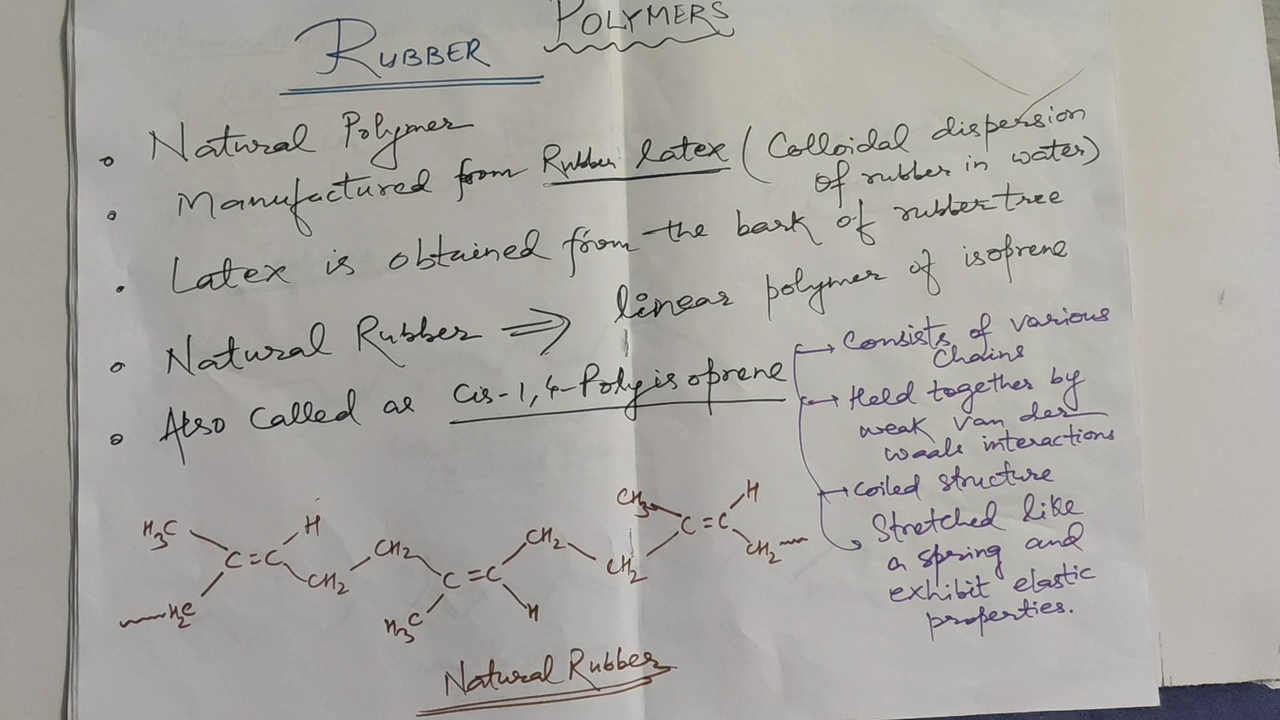 POLYMERS
RUBBER
• Natural Polymer
• Manufactured from Rubber latex (Colloidal dispersion
of rubber in water)
• Latex is obtained from the bark of rubber tree
• Natural Rubber ⇒ linear polymer of isoprene
• Also called as Cis-1,4-Polyisoprene
→ Consists of various
Chains
→ Held together by
weak Van der
waals interactions
→ Coiled structure
Stretched like
a spring and
exhibit elastic
properties.
H₃C H
C=C
H₂C CH₂
CH₂
C=C
H₃C H
CH₂
CH₂
CH₃ H
C=C
CH₂
Natural Rubber